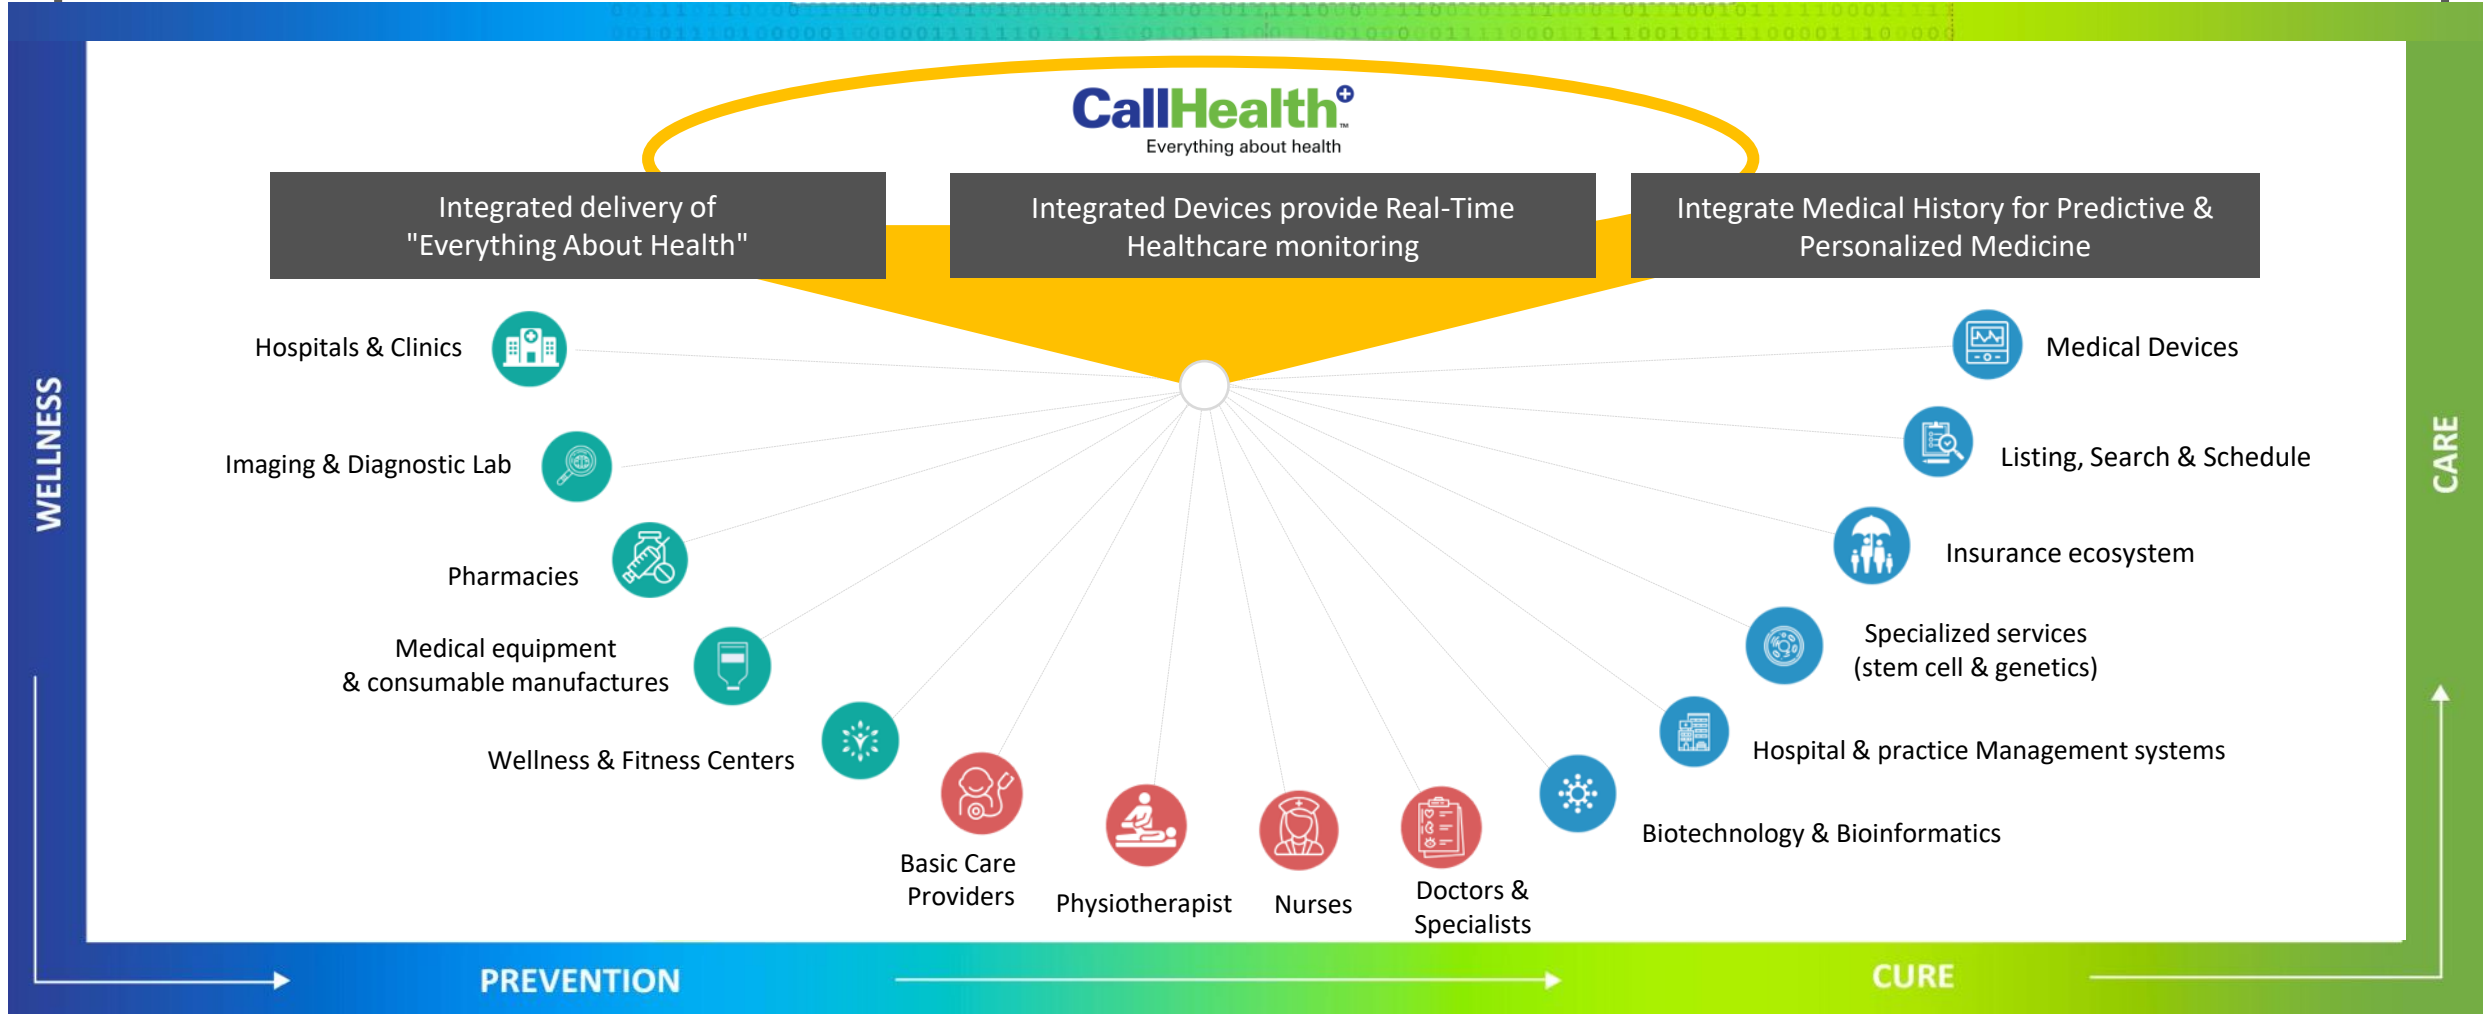 CallHealth+
TM
Everything about health
Integrated delivery of
"Everything About Health"
Integrated Devices provide Real-Time
Healthcare monitoring
Integrate Medical History for Predictive &
Personalized Medicine
Hospitals & Clinics
Imaging & Diagnostic Lab
Pharmacies
Medical equipment
& consumable manufactures
Wellness & Fitness Centers
Basic Care
Providers
Physiotherapist
Nurses
Doctors &
Specialists
Biotechnology & Bioinformatics
Hospital & practice Management systems
Specialized services
(stem cell & genetics)
Insurance ecosystem
Listing, Search & Schedule
Medical Devices
WELLNESS
PREVENTION
CURE
CARE